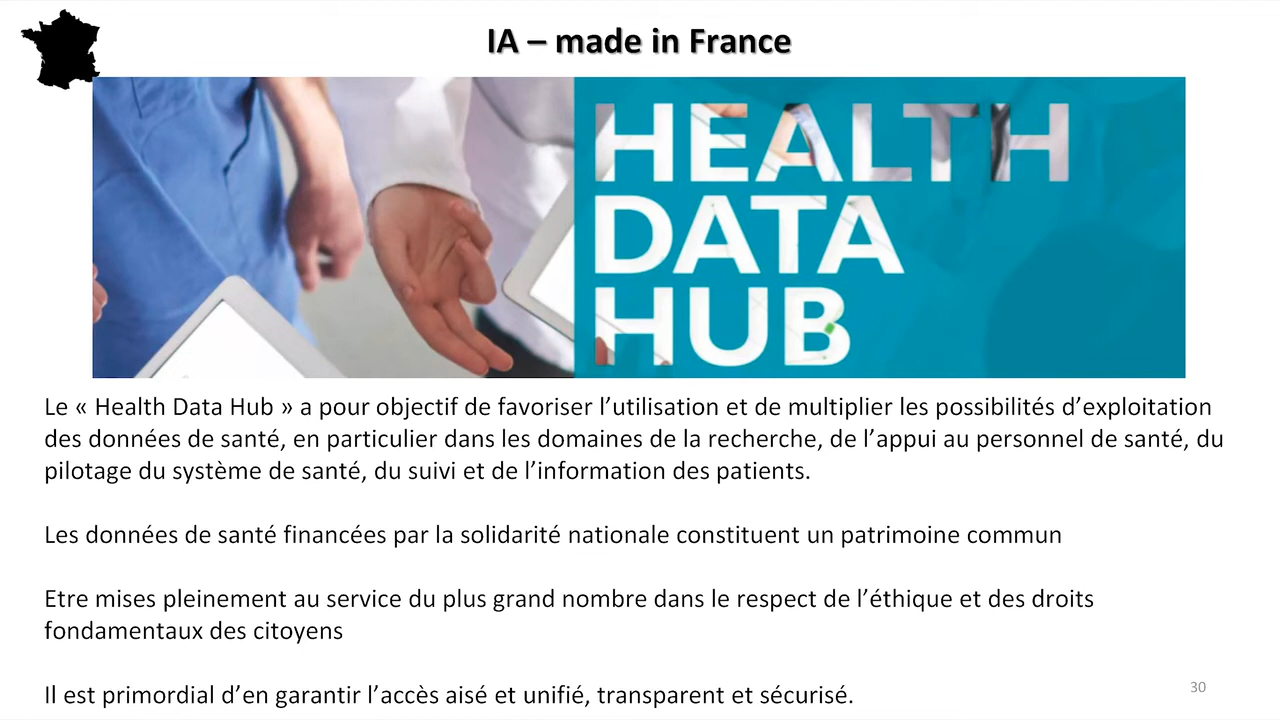 IA – made in France
HEALTH
DATA
HUB
Le « Health Data Hub » a pour objectif de favoriser l’utilisation et de multiplier les possibilités d’exploitation
des données de santé, en particulier dans les domaines de la recherche, de l’appui au personnel de santé, du
pilotage du système de santé, du suivi et de l’information des patients.
Les données de santé financées par la solidarité nationale constituent un patrimoine commun
Etre mises pleinement au service du plus grand nombre dans le respect de l’éthique et des droits
fondamentaux des citoyens
Il est primordial d’en garantir l’accès aisé et unifié, transparent et sécurisé.
30